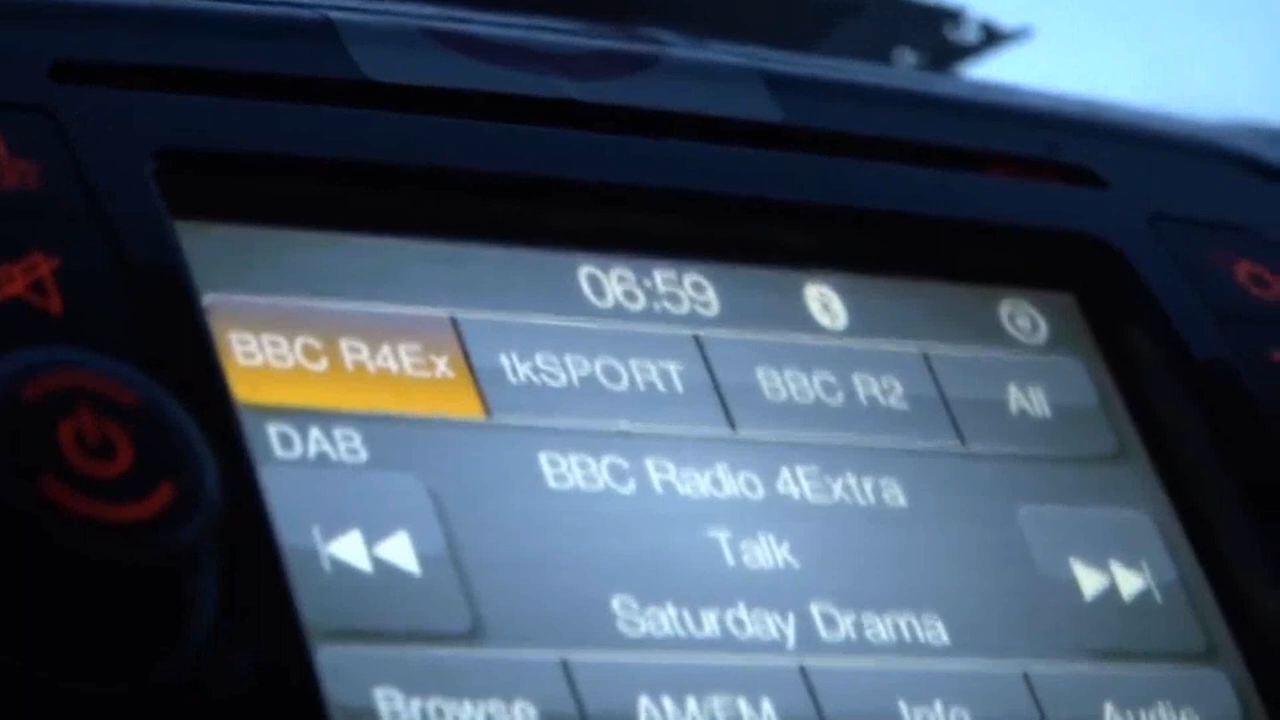 06:59
BBC R4Ex tkSPORT BBC R2 All
DAB
BBC Radio 4Extra
Talk
Saturday Drama
Browse AM/FM Info Audio